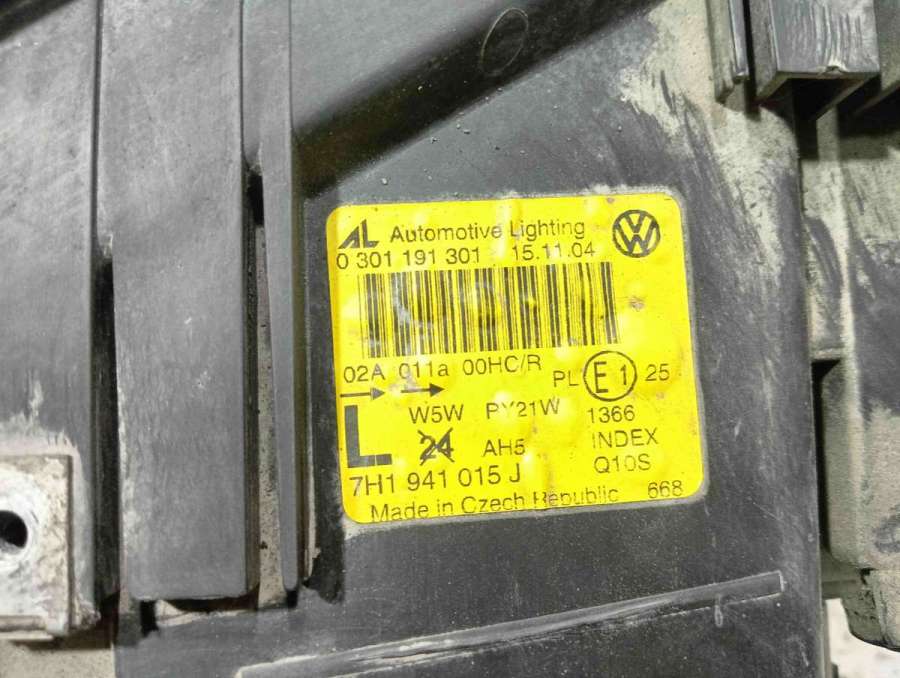 AL Automotive Lighting
0 301 191 301 15.11.04
02A 011a 00HC/R
PL E1 25
L W5W PY21W 1366
24 AH5 INDEX
7H1 941 015 J Q10S
Made in Czech Republic 668